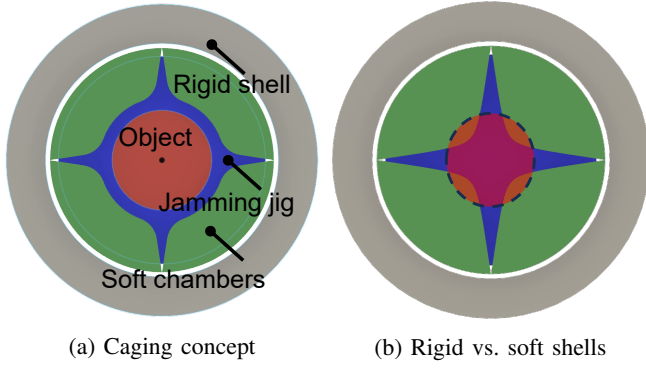 Rigid shell
Object
Jamming jig
Soft chambers
(a) Caging concept
(b) Rigid vs. soft shells